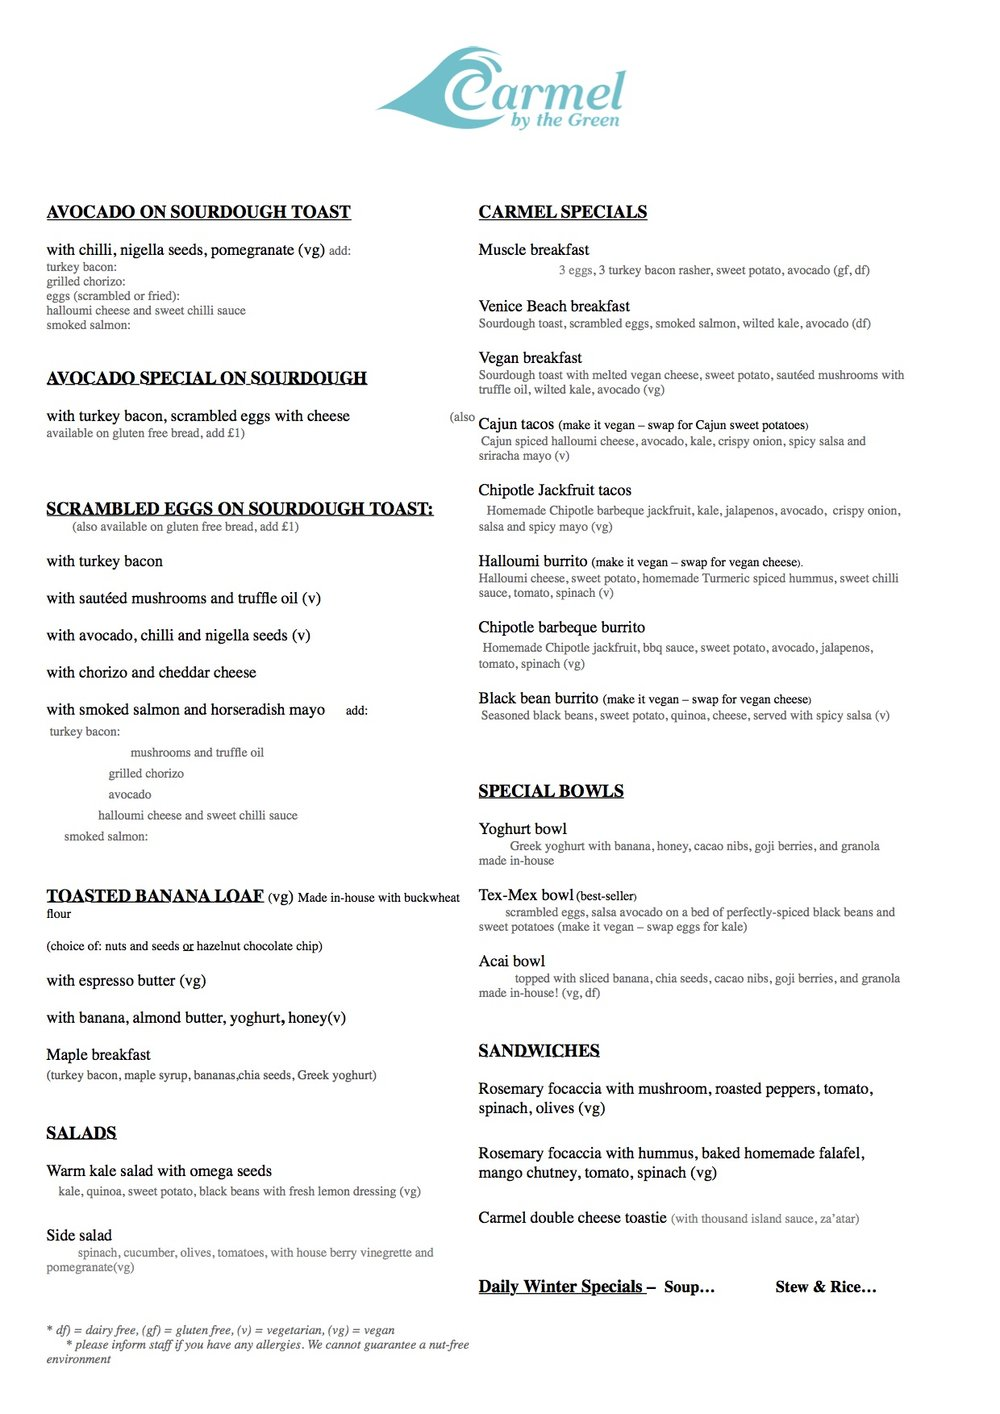 Carmel
by the Green
AVOCADO ON SOURDOUGH TOAST
with chilli, nigella seeds, pomegranate (vg) add:
turkey bacon:
grilled chorizo:
eggs (scrambled or fried):
halloumi cheese and sweet chilli sauce
smoked salmon:
AVOCADO SPECIAL ON SOURDOUGH
with turkey bacon, scrambled eggs with cheese (also
available on gluten free bread, add £1)
SCRAMBLED EGGS ON SOURDOUGH TOAST:
(also available on gluten free bread, add £1)
with turkey bacon
with sautéed mushrooms and truffle oil (v)
with avocado, chilli and nigella seeds (v)
with chorizo and cheddar cheese
with smoked salmon and horseradish mayo add:
turkey bacon:
mushrooms and truffle oil
grilled chorizo
avocado
halloumi cheese and sweet chilli sauce
smoked salmon:
TOASTED BANANA LOAF (vg) Made in-house with buckwheat
flour
(choice of: nuts and seeds or hazelnut chocolate chip)
with espresso butter (vg)
with banana, almond butter, yoghurt, honey(v)
Maple breakfast
(turkey bacon, maple syrup, bananas,chia seeds, Greek yoghurt)
SALADS
Warm kale salad with omega seeds
kale, quinoa, sweet potato, black beans with fresh lemon dressing (vg)
Side salad
spinach, cucumber, olives, tomatoes, with house berry vinegrette and
pomegranate(vg)
* df) = dairy free, (gf) = gluten free, (v) = vegetarian, (vg) = vegan
* please inform staff if you have any allergies. We cannot guarantee a nut-free
environment
CARMEL SPECIALS
Muscle breakfast
3 eggs, 3 turkey bacon rasher, sweet potato, avocado (gf, df)
Venice Beach breakfast
Sourdough toast, scrambled eggs, smoked salmon, wilted kale, avocado (df)
Vegan breakfast
Sourdough toast with melted vegan cheese, sweet potato, sautéed mushrooms with
truffle oil, wilted kale, avocado (vg)
Cajun tacos (make it vegan – swap for Cajun sweet potatoes)
Cajun spiced halloumi cheese, avocado, kale, crispy onion, spicy salsa and
sriracha mayo (v)
Chipotle Jackfruit tacos
Homemade Chipotle barbeque jackfruit, kale, jalapenos, avocado, crispy onion,
salsa and spicy mayo (vg)
Halloumi burrito (make it vegan – swap for vegan cheese).
Halloumi cheese, sweet potato, homemade Turmeric spiced hummus, sweet chilli
sauce, tomato, spinach (v)
Chipotle barbeque burrito
Homemade Chipotle jackfruit, bbq sauce, sweet potato, avocado, jalapenos,
tomato, spinach (vg)
Black bean burrito (make it vegan – swap for vegan cheese)
Seasoned black beans, sweet potato, quinoa, cheese, served with spicy salsa (v)
SPECIAL BOWLS
Yoghurt bowl
Greek yoghurt with banana, honey, cacao nibs, goji berries, and granola
made in-house
Tex-Mex bowl (best-seller)
scrambled eggs, salsa avocado on a bed of perfectly-spiced black beans and
sweet potatoes (make it vegan – swap eggs for kale)
Acai bowl
topped with sliced banana, chia seeds, cacao nibs, goji berries, and granola
made in-house! (vg, df)
SANDWICHES
Rosemary focaccia with mushroom, roasted peppers, tomato,
spinach, olives (vg)
Rosemary focaccia with hummus, baked homemade falafel,
mango chutney, tomato, spinach (vg)
Carmel double cheese toastie (with thousand island sauce, za’atar)
Daily Winter Specials – Soup… Stew & Rice…